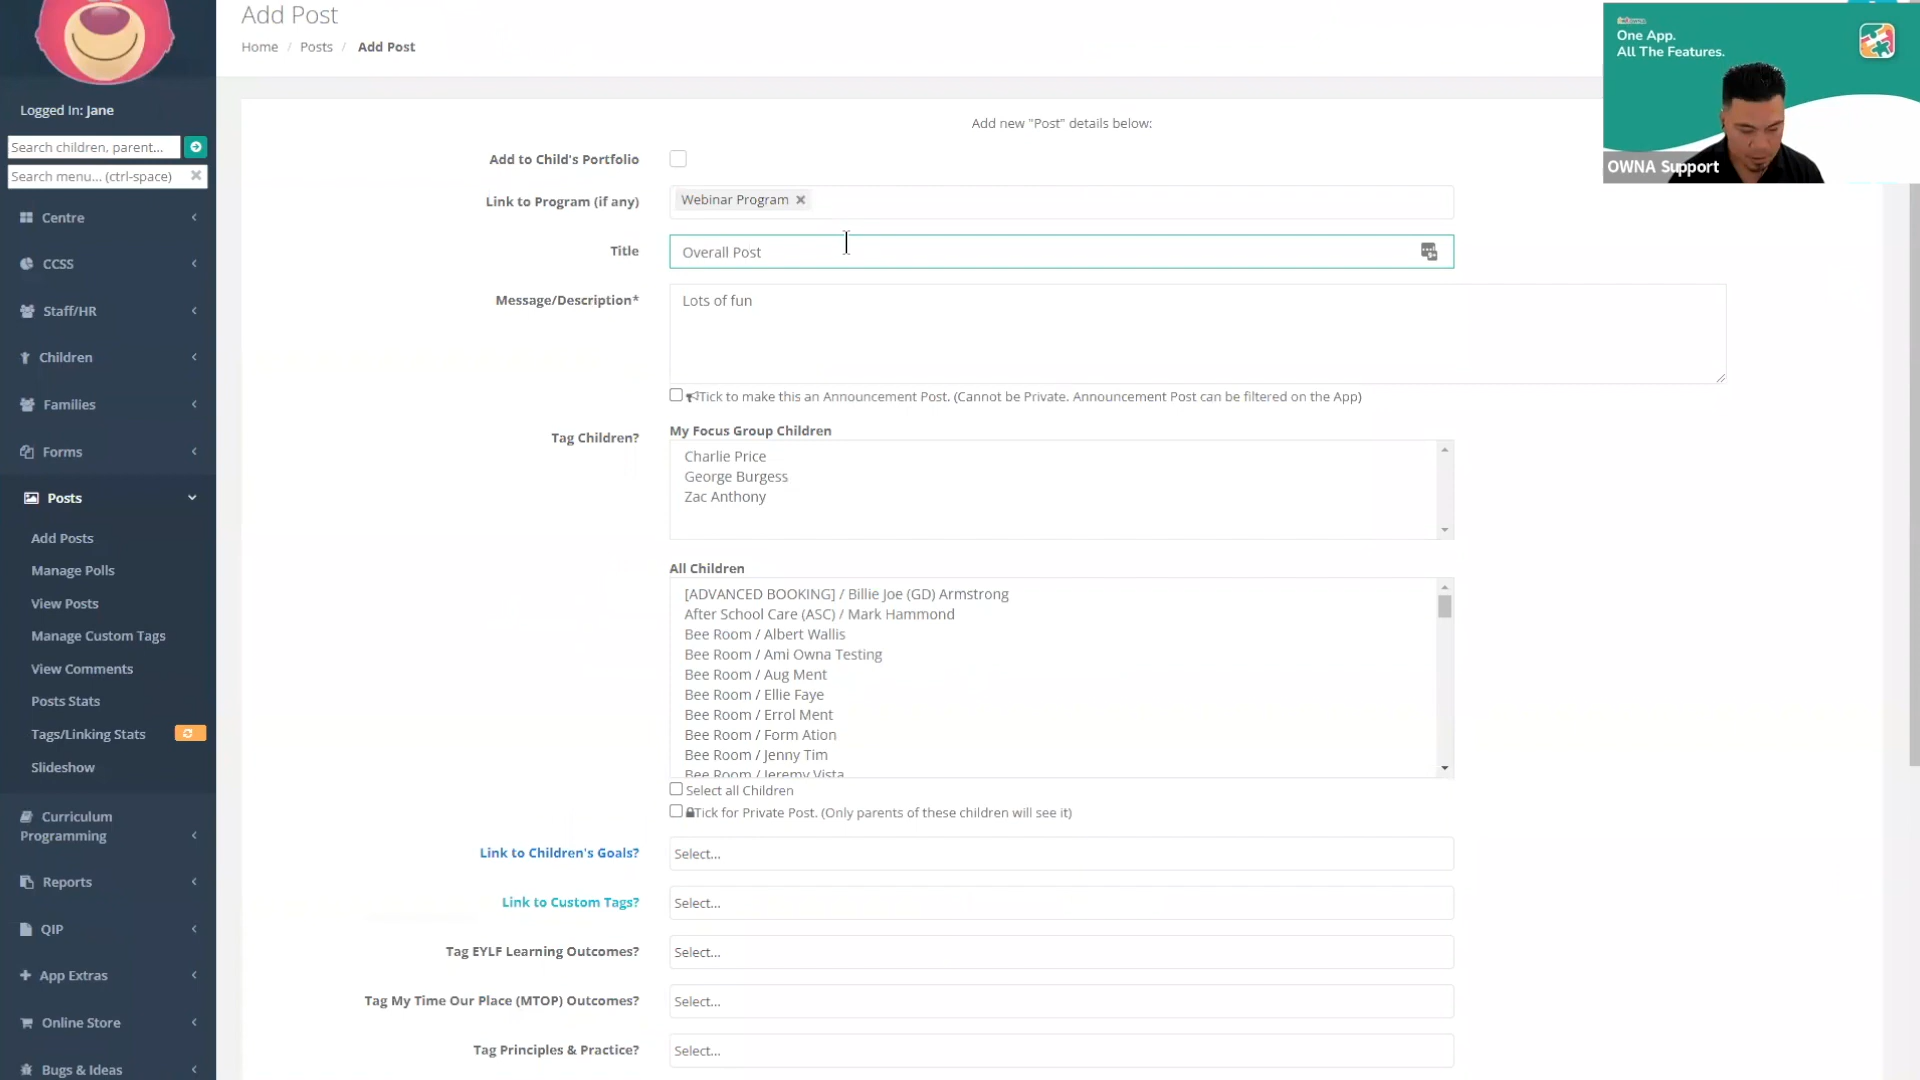 Add Post
Home / Posts / Add Post
One App.
All The Features.
OWNA Support
Logged In: Jane
Search children, parent...
Search menu... (ctrl-space)
Centre
CCSS
Staff/HR
Children
Families
Forms
Posts
Add Posts
Manage Polls
View Posts
Manage Custom Tags
View Comments
Posts Stats
Tags/Linking Stats
Slideshow
Curriculum
Programming
Reports
QIP
App Extras
Online Store
Bugs & Ideas
Add new "Post" details below:
Add to Child's Portfolio
Link to Program (if any)
Webinar Program
Title
Overall Post
Message/Description*
Lots of fun
Tick to make this an Announcement Post. (Cannot be Private. Announcement Post can be filtered on the App)
Tag Children?
My Focus Group Children
Charlie Price
George Burgess
Zac Anthony
All Children
[ADVANCED BOOKING] / Billie Joe (GD) Armstrong
After School Care (ASC) / Mark Hammond
Bee Room / Albert Wallis
Bee Room / Ami Owna Testing
Bee Room / Aug Ment
Bee Room / Ellie Faye
Bee Room / Errol Ment
Bee Room / Form Ation
Bee Room / Jenny Tim
Bee Room / Jeremy Vista
Select all Children
Tick for Private Post. (Only parents of these children will see it)
Link to Children's Goals?
Select...
Link to Custom Tags?
Select...
Tag EYLF Learning Outcomes?
Select...
Tag My Time Our Place (MTOP) Outcomes?
Select...
Tag Principles & Practice?
Select...